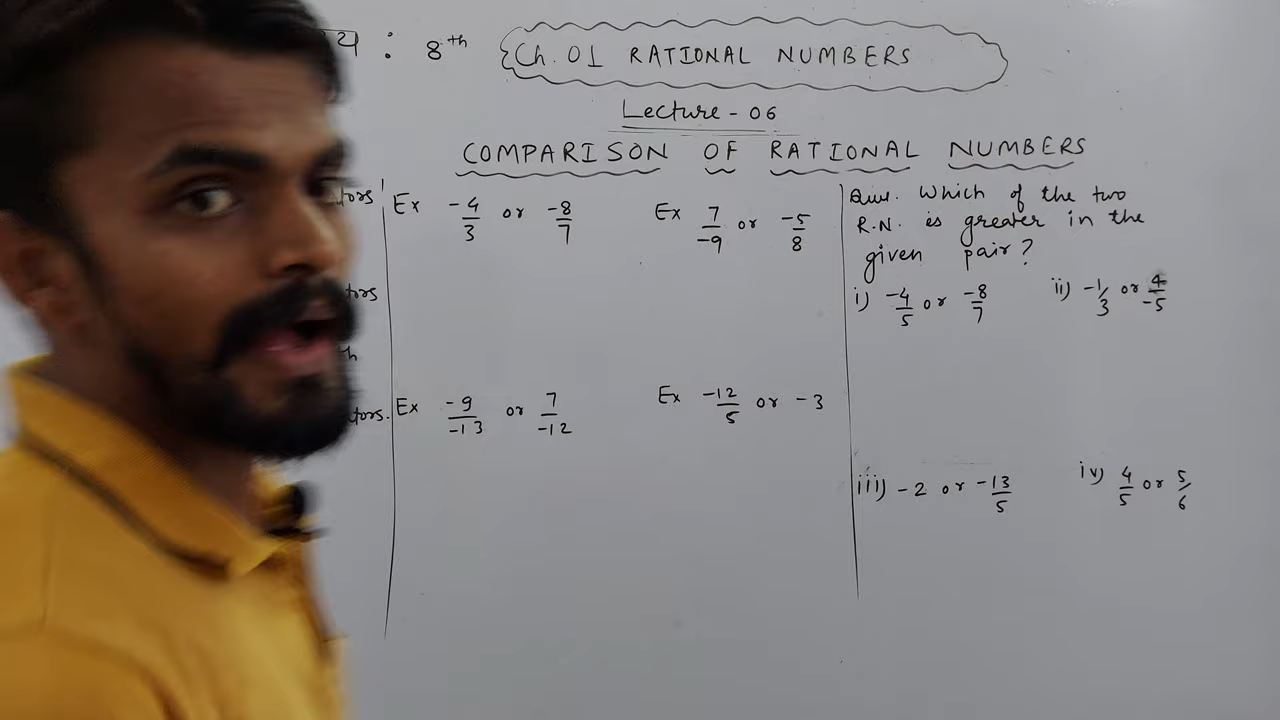 : 8th Ch. 01 RATIONAL NUMBERS
Lecture - 06
COMPARISON OF RATIONAL NUMBERS
Ex -4/3 or -8/7
Ex 7/-9 or -5/8
Ex -9/-13 or 7/-12
Ex -12/5 or -3
Which of the two
R.N. is greater in the
given pair?
i) -4/5 or -8/7
ii) -1/3 or 4/-5
iii) -2 or -13/5
iv) 4/5 or 5/6